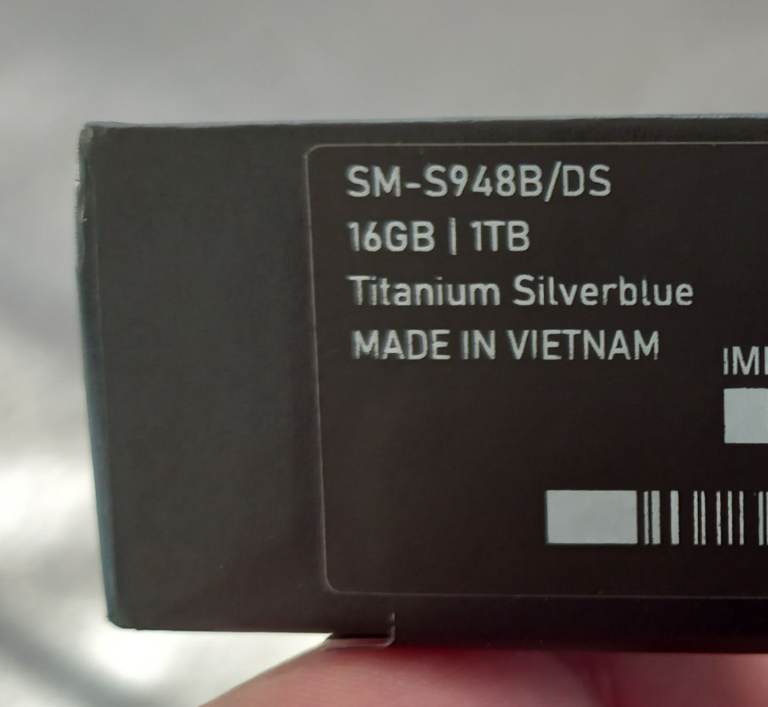 SM-S948B/DS
16GB | 1TB
Titanium Silverblue
MADE IN VIETNAM